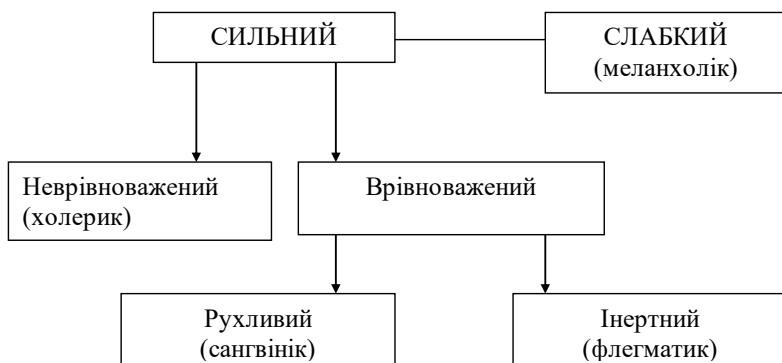 СИЛЬНИЙ
СЛАБКИЙ
(меланхолік)
Неврівноважений
(холерик)
Врівноважений
Рухливий
(сангвінік)
Інертний
(флегматик)